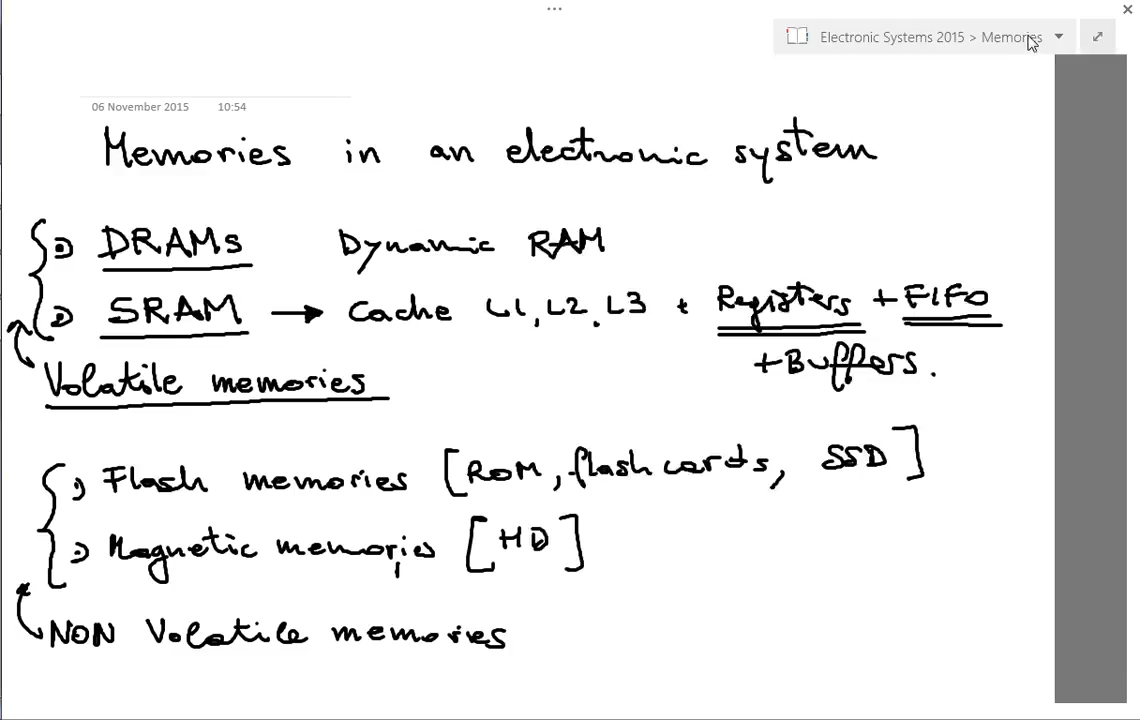 Electronic Systems 2015 > Memories
06 November 2015 10:54
Memories in an electronic system
DRAMs Dynamic RAM
SRAM → Cache L1, L2, L3 + Registers + FIFO
+ Buffers.
Volatile memories
Flash memories [ROM, flash cards, SSD]
Magnetic memories [HD]
NON Volatile memories